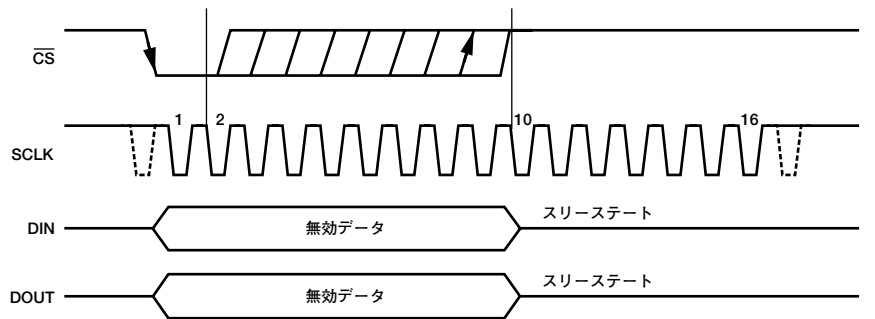 CS
1 2 10 16
SCLK
スリーステート
DIN 無効データ
スリーステート
DOUT 無効データ